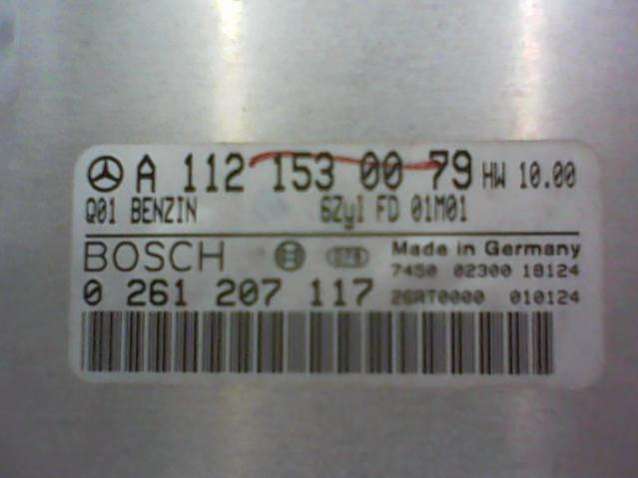 A 112 153 00 79 HW 10.00
Q01 BENZIN 6Zyl FD 01M01
BOSCH Made in Germany
7450 02300 18124
0 261 207 117 26RT0000 010124